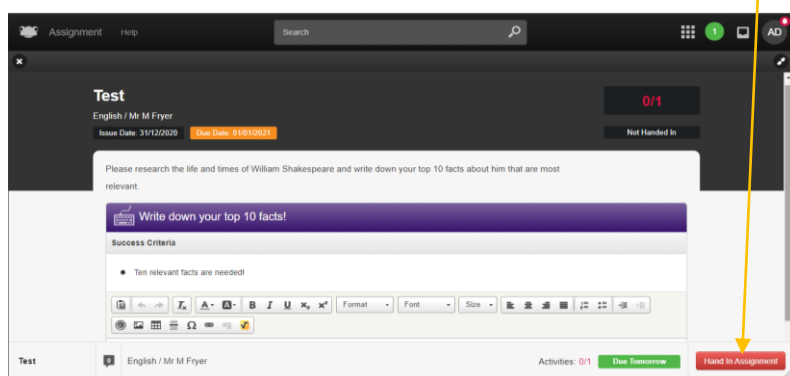 Assignment Help Search 1 AD
Test
0/1
English / Mr M Fryer
Issue Date: 31/12/2020 Due Date: 01/01/2021 Not Handed In
Please research the life and times of William Shakespeare and write down your top 10 facts about him that are most
relevant.
Write down your top 10 facts!
Success Criteria
Ten relevant facts are needed!
A A B I U x₂ x² Format Font Size
Ω
Test 0 English / Mr M Fryer Activities: 0/1 Due Tomorrow Hand In Assignment